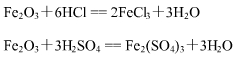 Fe₂O₃+6HCl══2FeCl₃+3H₂O
Fe₂O₃+3H₂SO₄══Fe₂(SO₄)₃+3H₂O